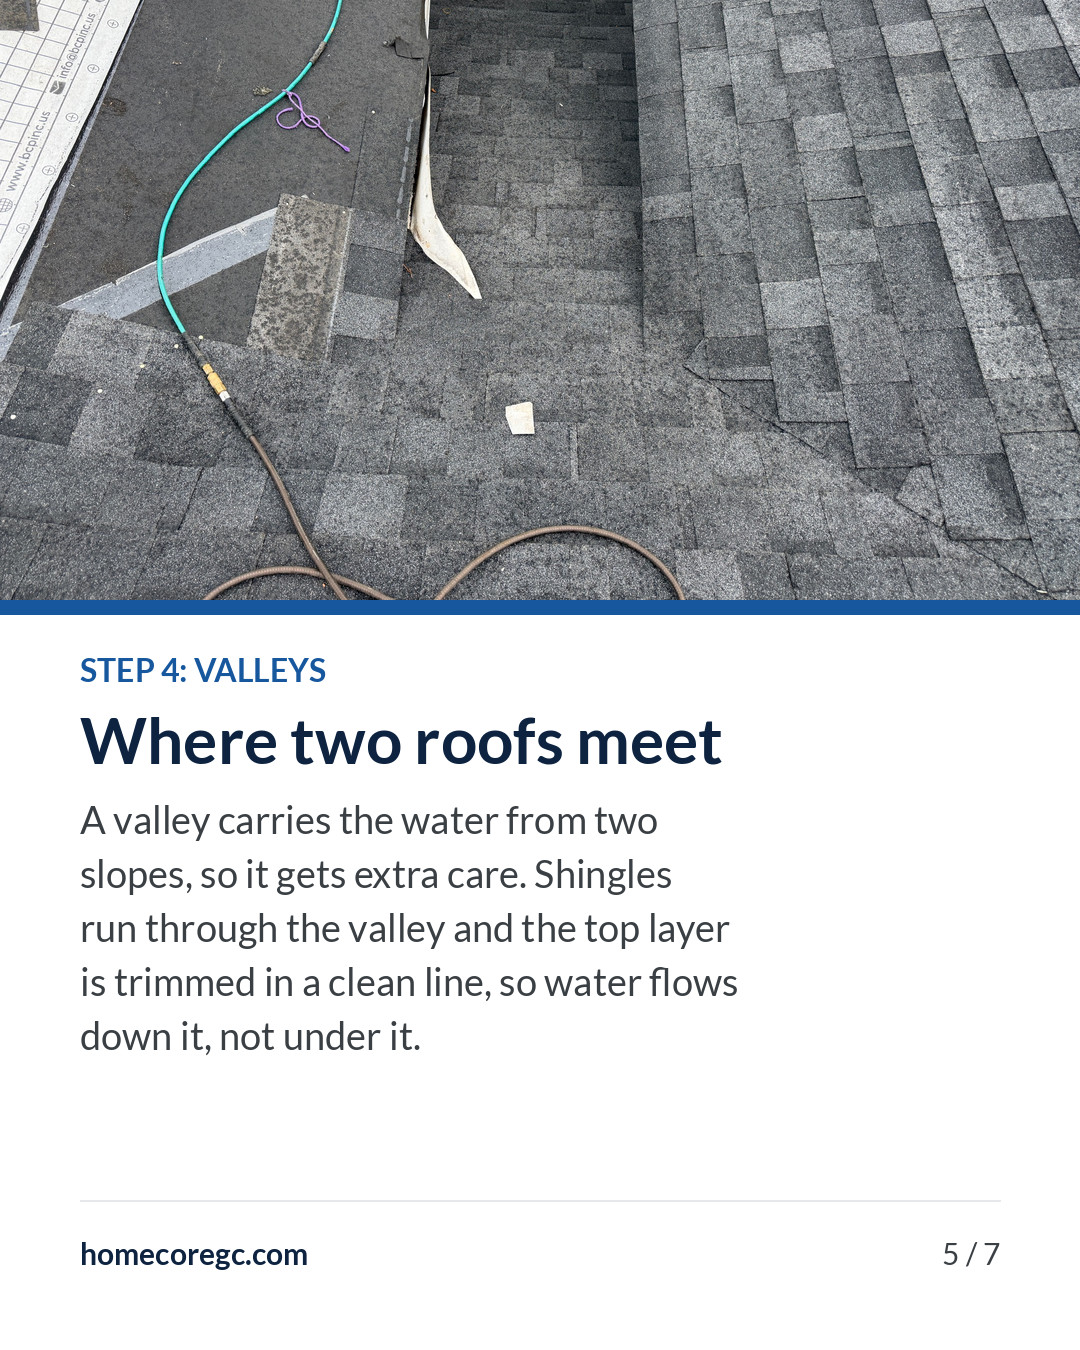 info@bcpinc.us
www.bcpinc.us
STEP 4: VALLEYS
Where two roofs meet
A valley carries the water from two
slopes, so it gets extra care. Shingles
run through the valley and the top layer
is trimmed in a clean line, so water flows
down it, not under it.
homecoregc.com
5 / 7